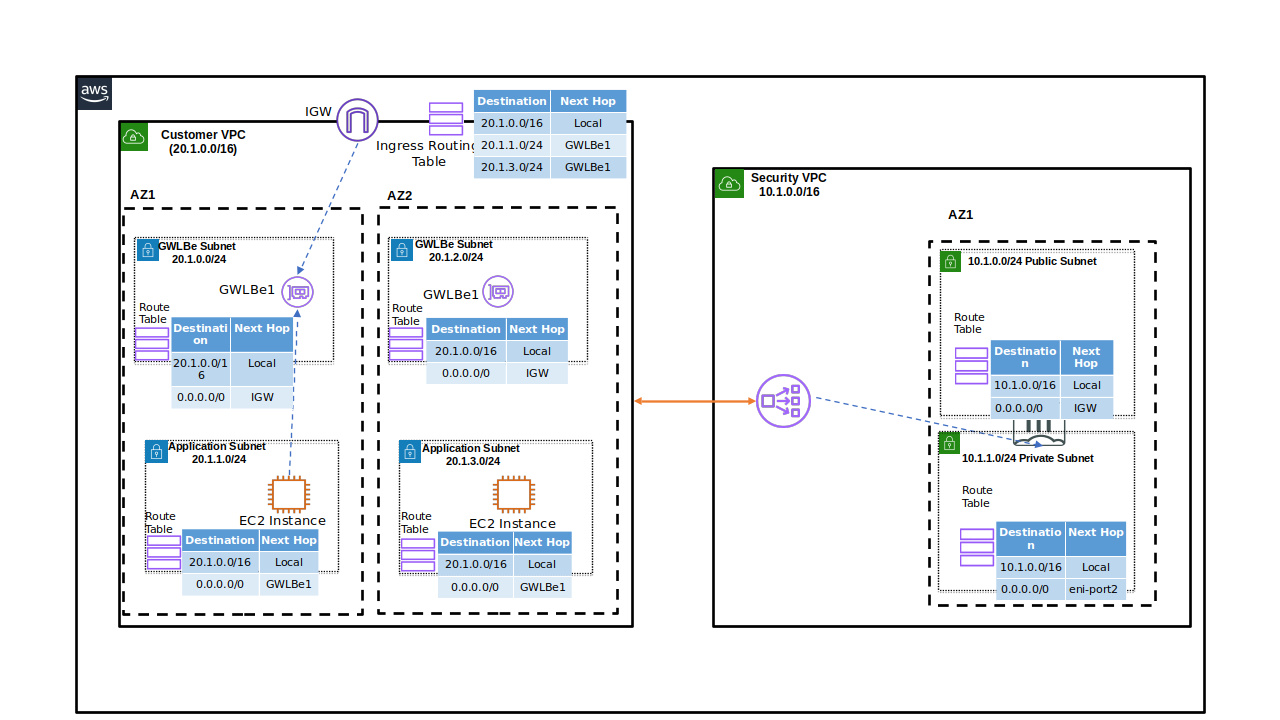 aws
IGW
Ingress Routing
Table
Destination Next Hop
20.1.0.0/16 Local
20.1.1.0/24 GWLBe1
20.1.3.0/24 GWLBe1
Customer VPC
(20.1.0.0/16)
AZ1
GWLBe Subnet
20.1.0.0/24
GWLBe1
Route
Table
Destinati
on
Next Hop
20.1.0.0/1
6
Local
0.0.0.0/0 IGW
Application Subnet
20.1.1.0/24
EC2 Instance
Route
Table
Destination Next Hop
20.1.0.0/16 Local
0.0.0.0/0 GWLBe1
AZ2
GWLBe Subnet
20.1.2.0/24
GWLBe1
Route
Table
Destination Next Hop
20.1.0.0/16 Local
0.0.0.0/0 IGW
Application Subnet
20.1.3.0/24
EC2 Instance
Route
Table
Destination Next Hop
20.1.0.0/16 Local
0.0.0.0/0 GWLBe1
Security VPC
10.1.0.0/16
AZ1
10.1.0.0/24 Public Subnet
Route
Table
Destinatio
n
Next
Hop
10.1.0.0/16 Local
0.0.0.0/0 IGW
10.1.1.0/24 Private Subnet
Route
Table
Destinatio
n
Next Hop
10.1.0.0/16 Local
0.0.0.0/0 eni-port2